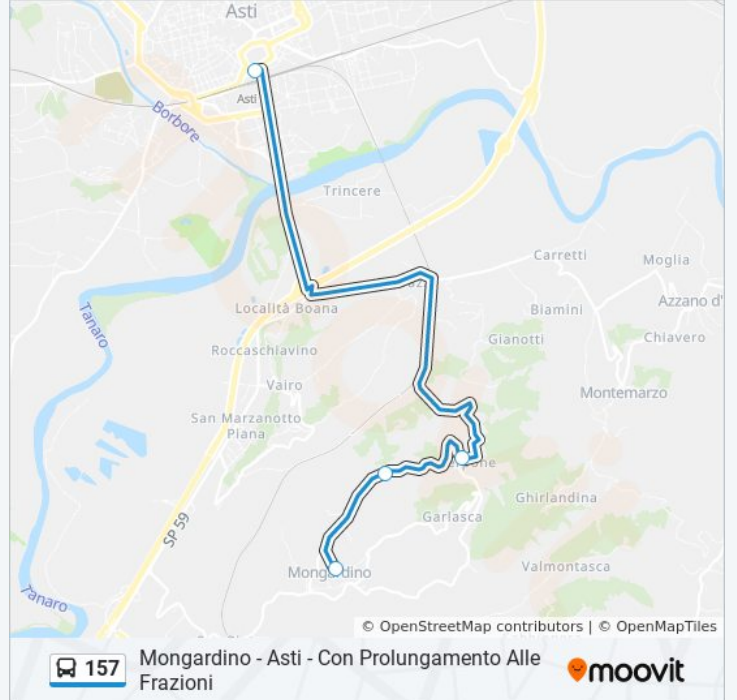 Asti
Asti
Borbore
Trincere
Carretti
Moglia
Località Boana
Azzano d'
Biamini
Tanaro
Gianotti
Chiavero
Roccaschiavino
Vairo
Montemarzo
San Marzanotto
Piana
Ghirlandina
Garlasca
SP 59
Valmontasca
Mongardino
Tanaro
© OpenStreetMap contributors | © OpenMapTiles
157
Mongardino - Asti - Con Prolungamento Alle
Frazioni
moovit